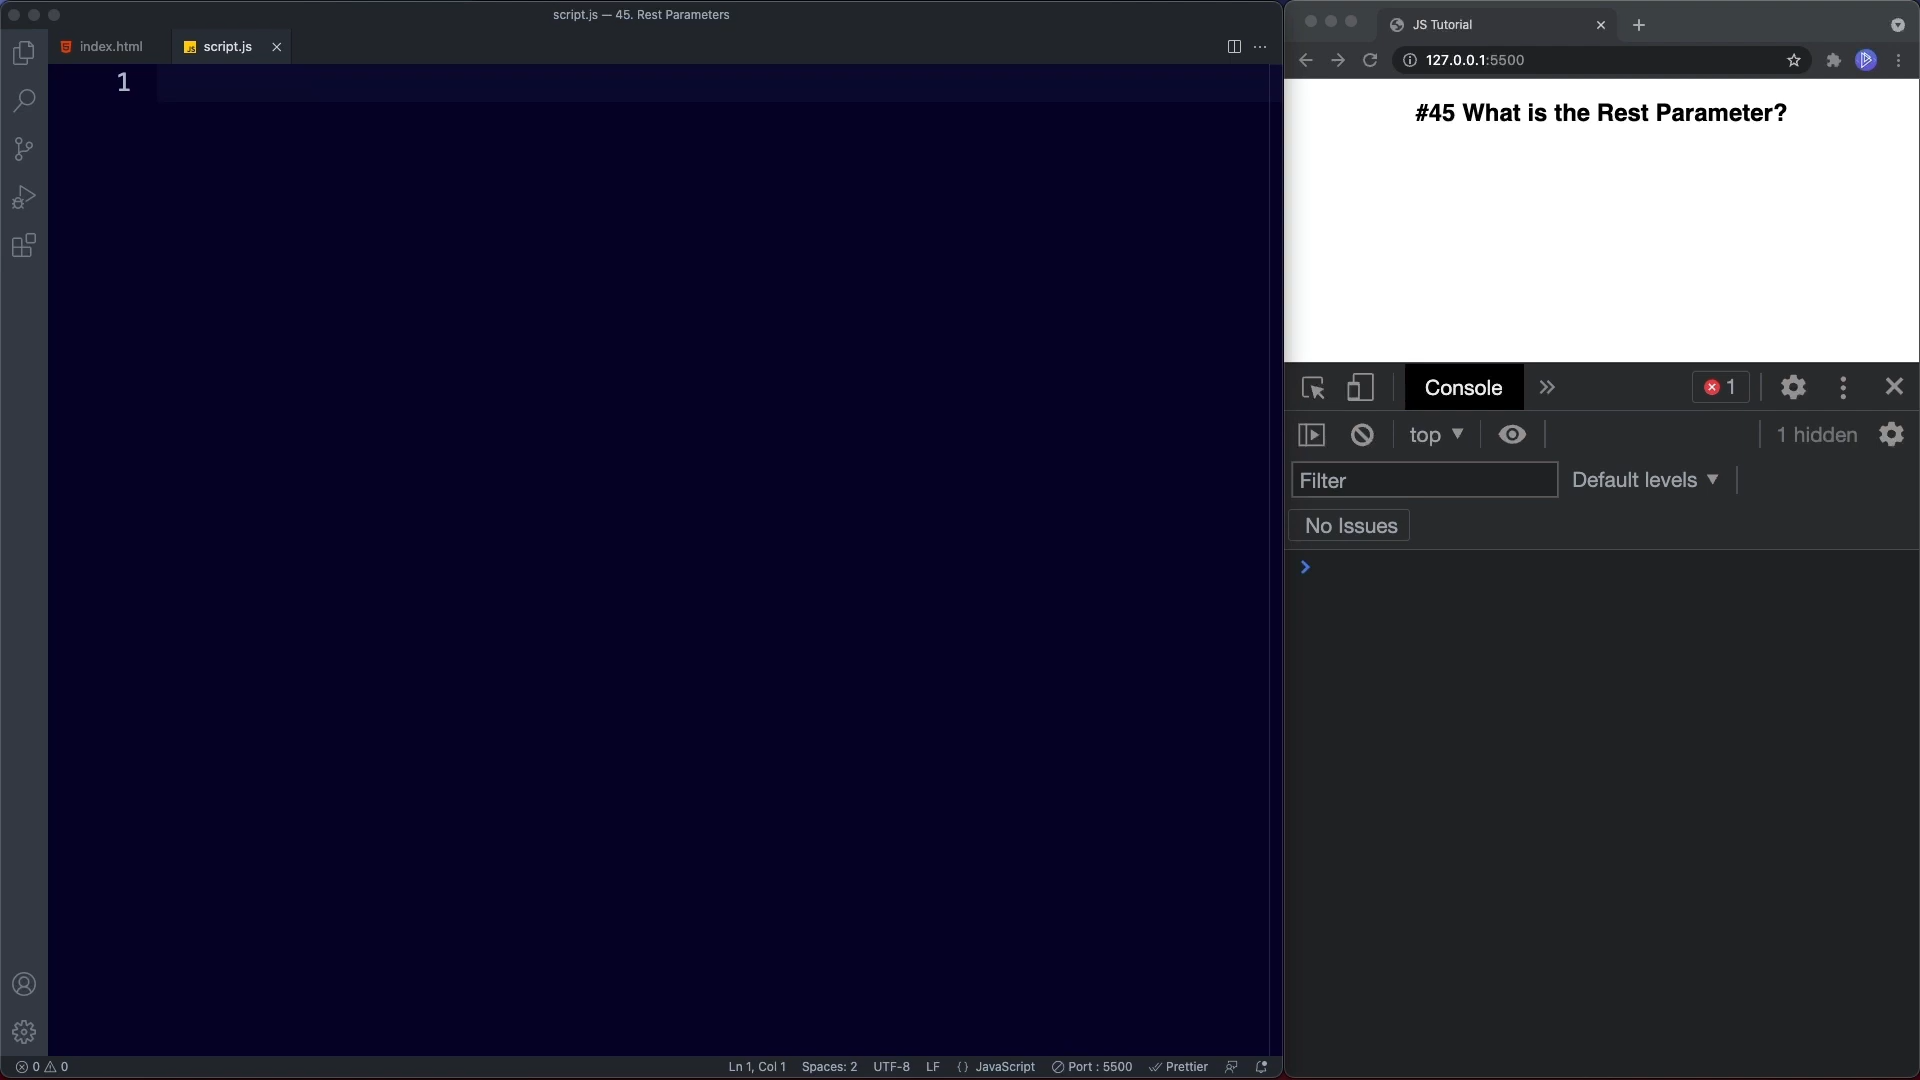 script.js — 45. Rest Parameters
index.html
script.js
1
Ln 1, Col 1
Spaces: 2
UTF-8
LF
{} JavaScript
Port : 5500
Prettier
0
0
JS Tutorial
127.0.0.1:5500
#45 What is the Rest Parameter?
Console
1
top
1 hidden
Filter
Default levels
No Issues